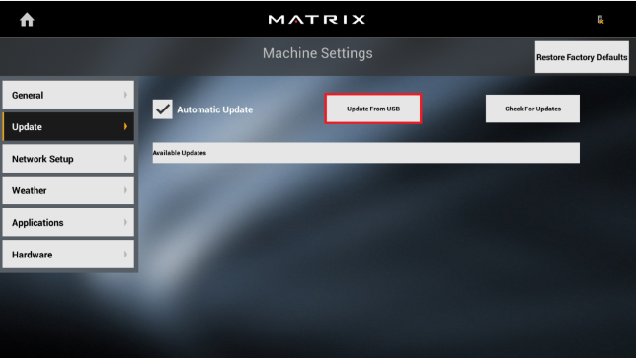 MATRIX
Machine Settings
Restore Factory Defaults
General
Update
Network Setup
Weather
Applications
Hardware
Automatic Update
Update From USB
Check For Updates
Available Updates